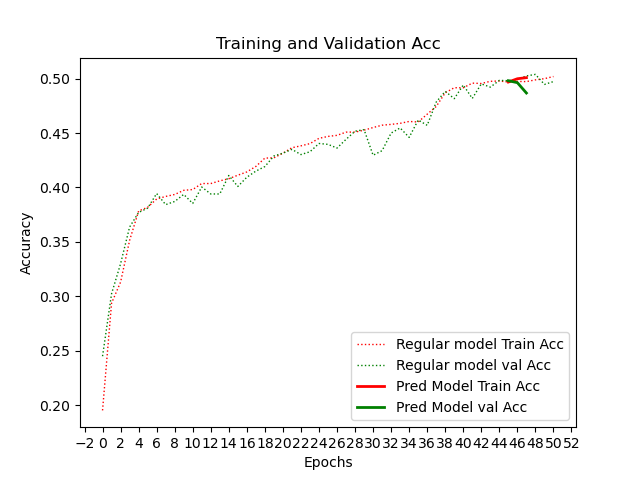 Training and Validation Acc
0.50
0.45
0.40
0.35
0.30
0.25
0.20
Accuracy
Regular model Train Acc
Regular model val Acc
Pred Model Train Acc
Pred Model val Acc
−2 0 2 4 6 8 10 12 14 16 18 20 22 24 26 28 30 32 34 36 38 40 42 44 46 48 50 52
Epochs